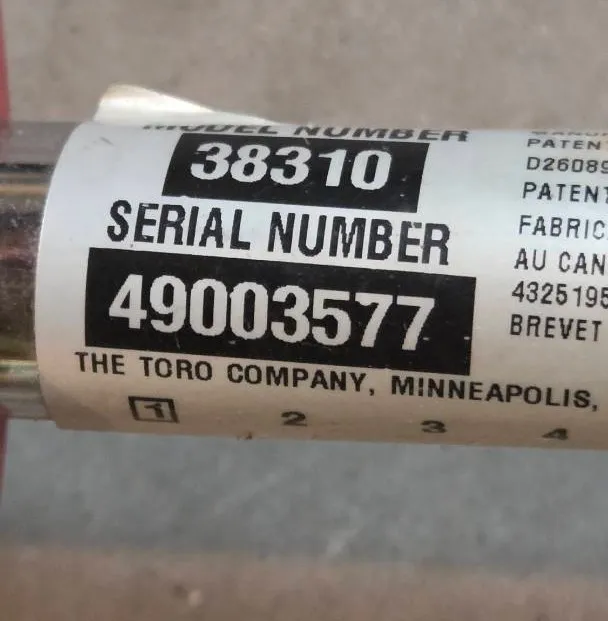 MODEL NUMBER
38310
SERIAL NUMBER
49003577
THE TORO COMPANY, MINNEAPOLIS,
1 2 3 4
PATENT
D26089
PATENT
FABRIC
AU CAN
4325195
BREVET